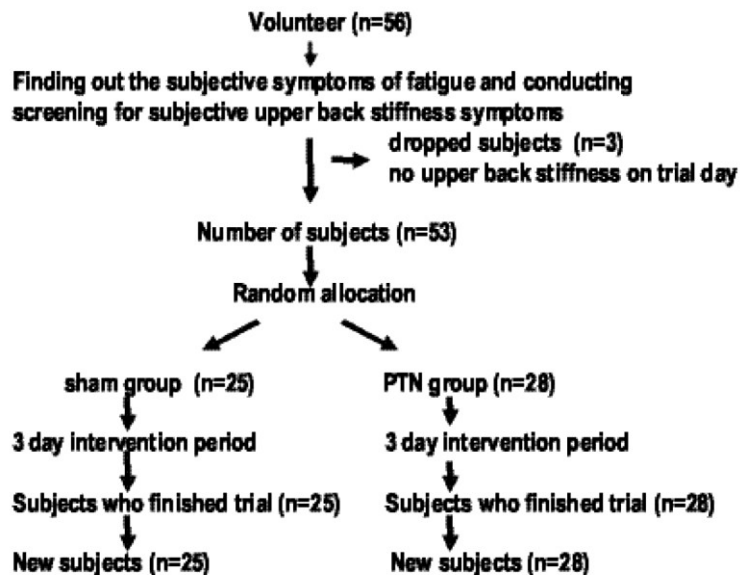 Volunteer (n=56)
Finding out the subjective symptoms of fatigue and conducting
screening for subjective upper back stiffness symptoms
dropped subjects (n=3)
no upper back stiffness on trial day
Number of subjects (n=53)
Random allocation
sham group (n=25)
PTN group (n=28)
3 day intervention period
3 day intervention period
Subjects who finished trial (n=25)
Subjects who finished trial (n=28)
New subjects (n=25)
New subjects (n=28)